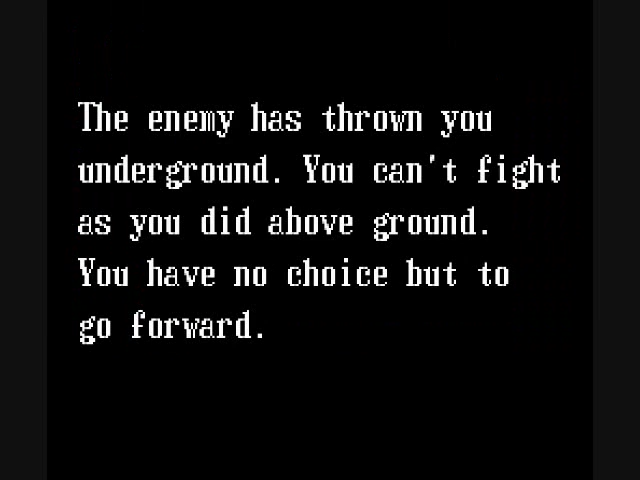 The enemy has thrown you
underground. You can't fight
as you did above ground.
You have no choice but to
go forward.